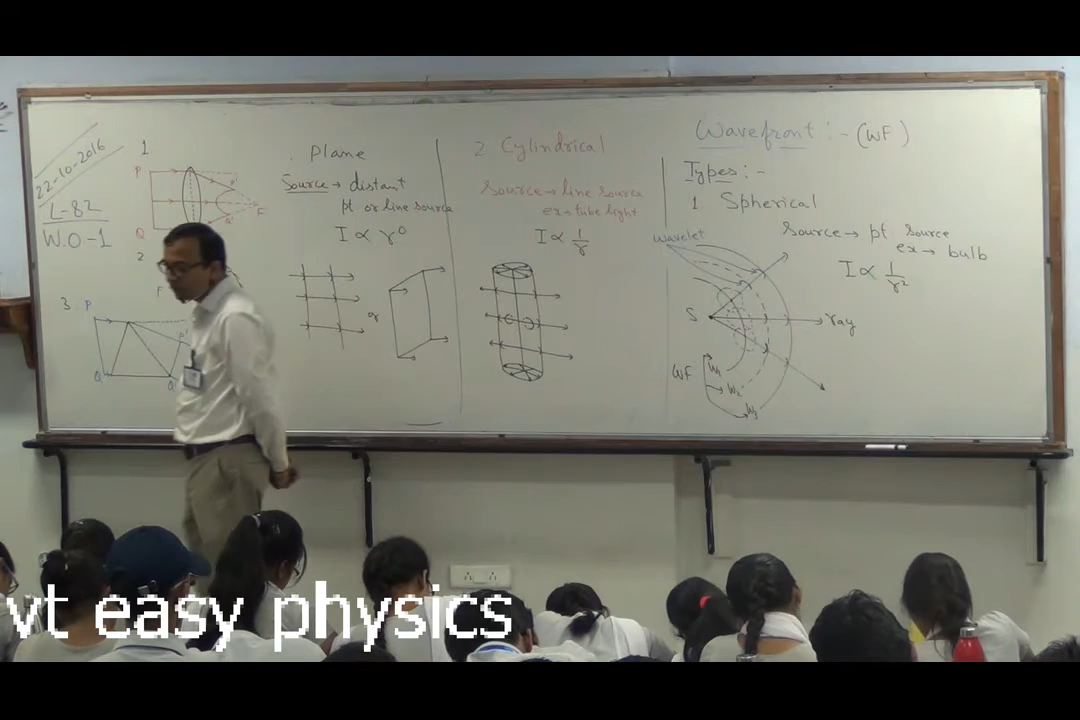 22-10-2016
L-82
W.O-1
1
P
P'
F
Q
Q'
2
F
3.
P
P'
Q
Q'
Plane
Source → distant
pt or line source
I ∝ r⁰
or
2 Cylindrical
Source → line source
ex → tube light
I ∝ 1/r
Wavefront :- (WF)
Types :-
1 Spherical
Source → pt. source
ex → bulb
I ∝ 1/r²
wavelet
S
ray
WF
W₁
W₂
W₃
vt easy physics